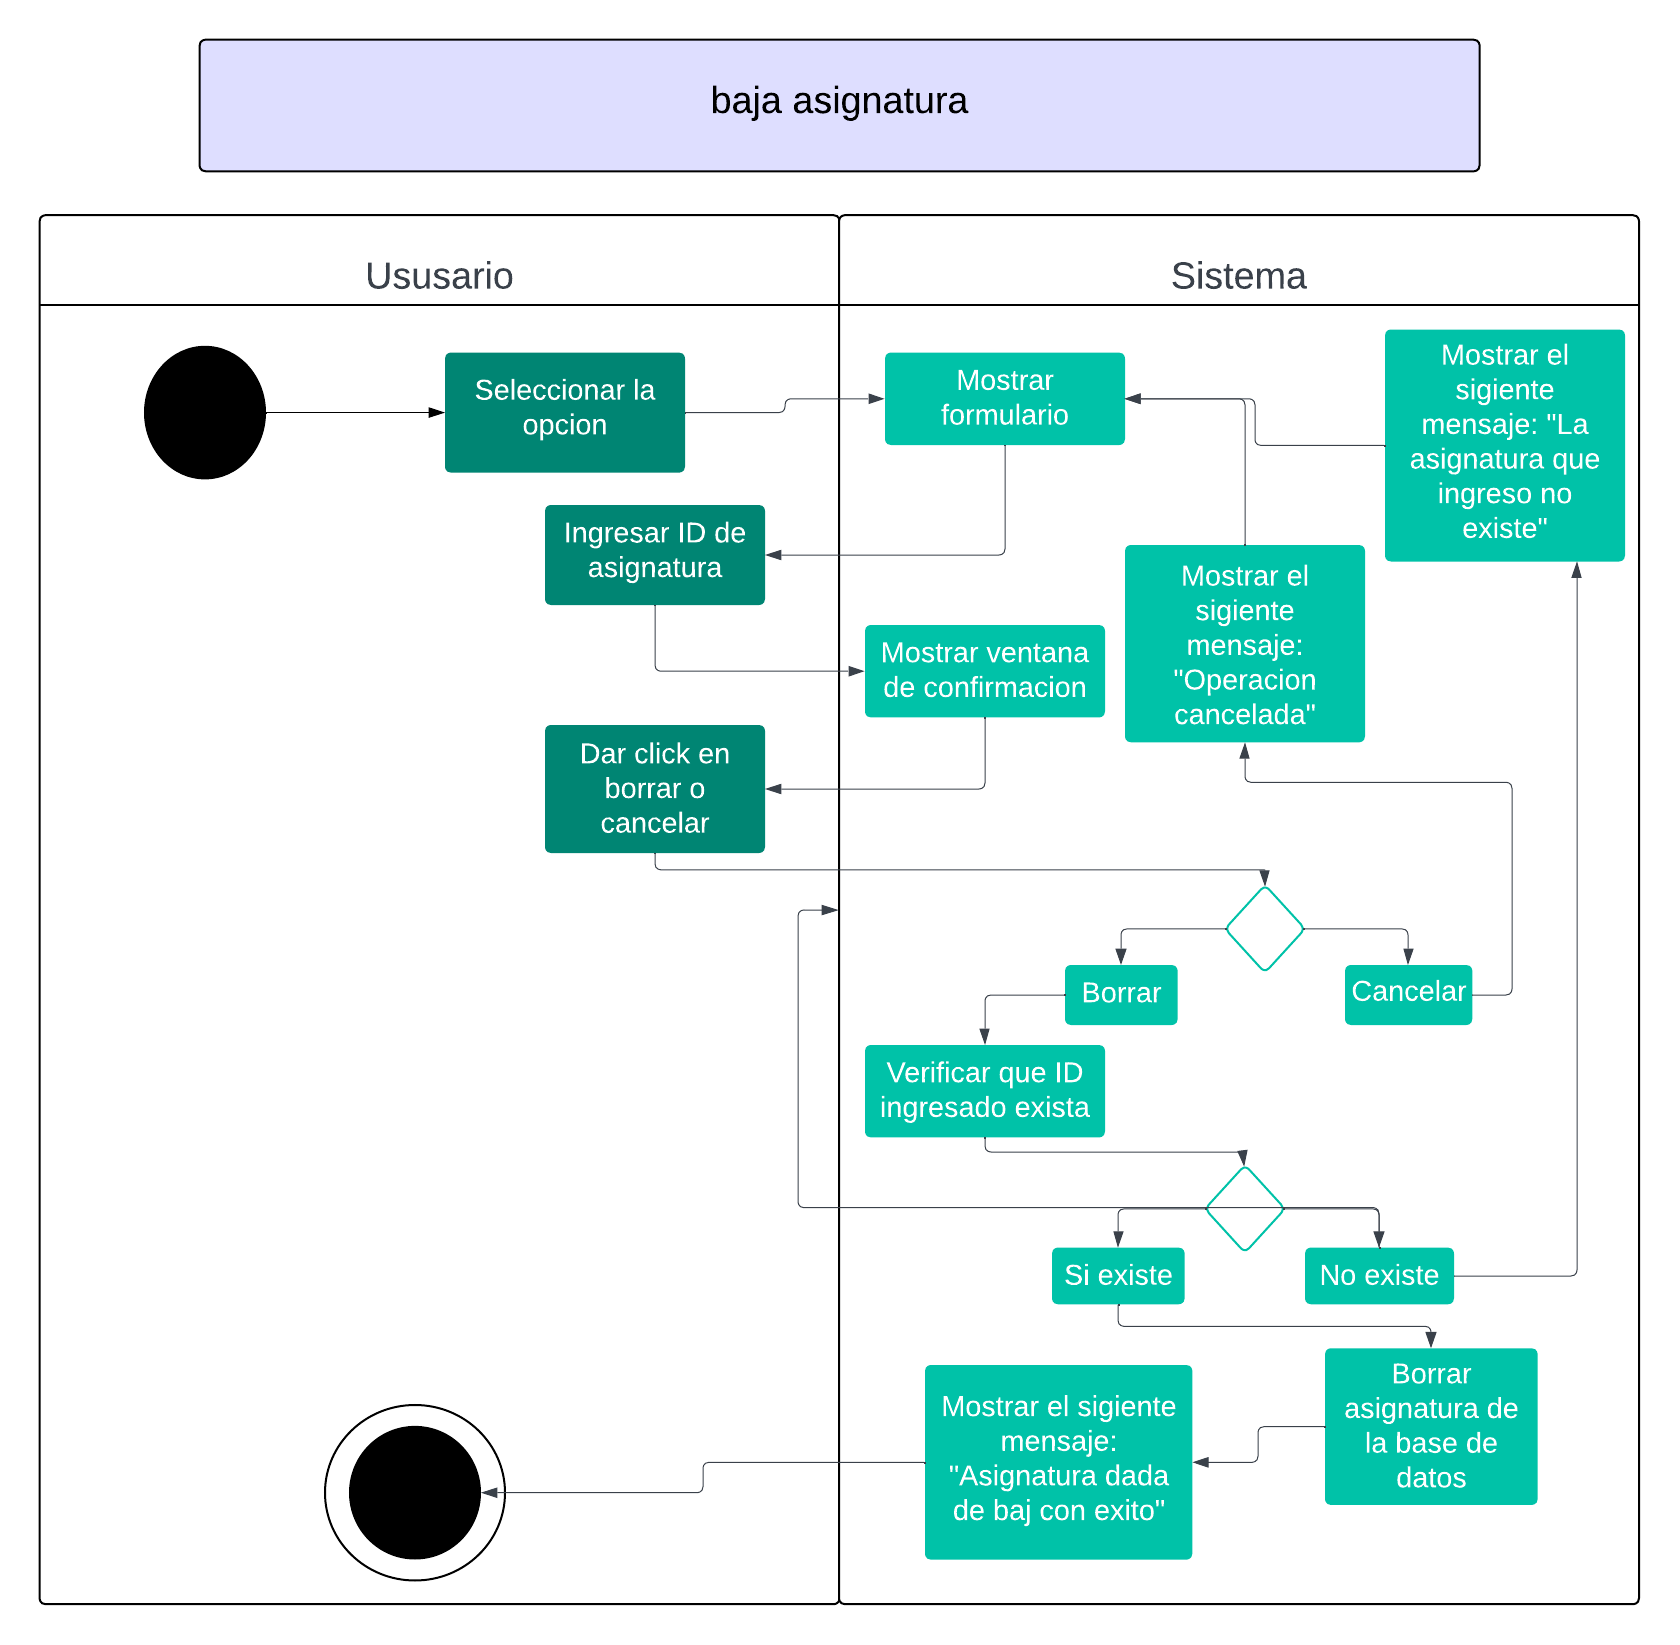 baja asignatura
Ususario
Sistema
Seleccionar la
opcion
Mostrar
formulario
Mostrar el
sigiente
mensaje: "La
asignatura que
ingreso no
existe"
Ingresar ID de
asignatura
Mostrar el
sigiente
mensaje:
"Operacion
cancelada"
Mostrar ventana
de confirmacion
Dar click en
borrar o
cancelar
Borrar
Cancelar
Verificar que ID
ingresado exista
Si existe
No existe
Borrar
asignatura de
la base de
datos
Mostrar el sigiente
mensaje:
"Asignatura dada
de baj con exito"